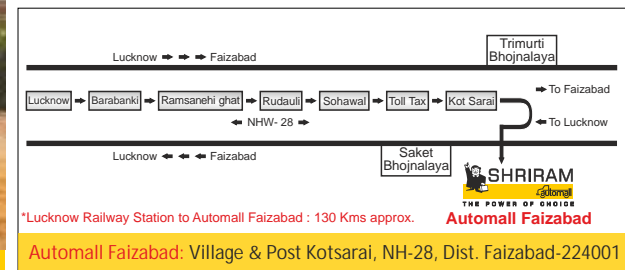 Trimurti
Bhojnalaya
Lucknow ➡ ➡ ➡ Faizabad
➡ To Faizabad
Lucknow ➡ Barabanki ➡ Ramsanehi ghat ➡ Rudauli ➡ Sohawal ➡ Toll Tax ➡ Kot Sarai
⬅ NHW- 28 ➡
⬅ To Lucknow
Lucknow ⬅ ⬅ ⬅ Faizabad
Saket
Bhojnalaya
SHRIRAM
automall
THE POWER OF CHOICE
*Lucknow Railway Station to Automall Faizabad : 130 Kms approx.
Automall Faizabad
Automall Faizabad: Village & Post Kotsarai, NH-28, Dist. Faizabad-224001